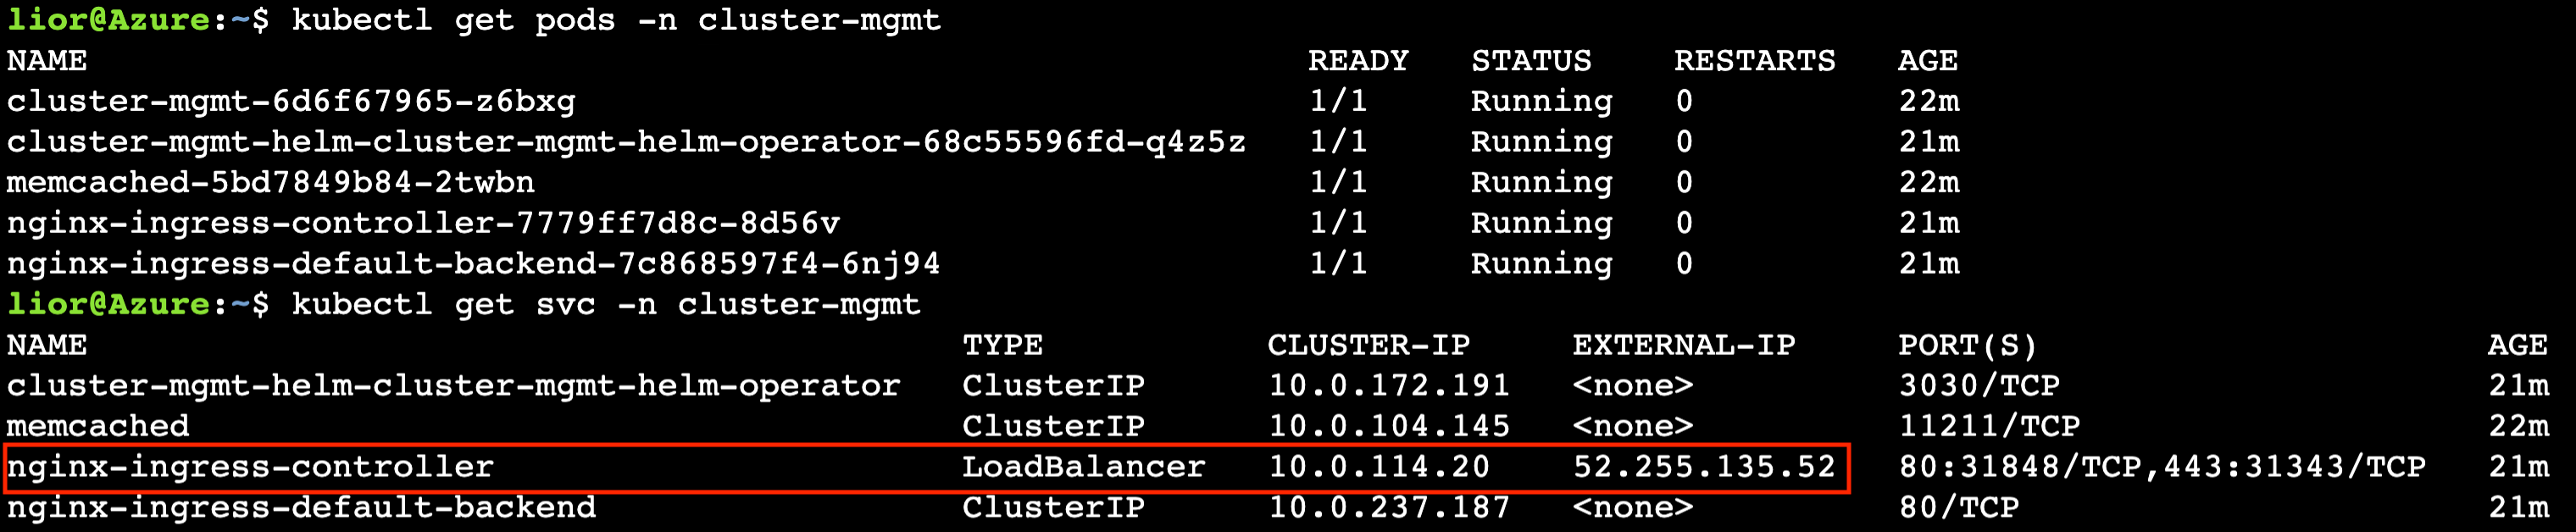 lior@Azure:~$ kubectl get pods -n cluster-mgmt
NAME READY STATUS RESTARTS AGE
cluster-mgmt-6d6f67965-z6bxg 1/1 Running 0 22m
cluster-mgmt-helm-cluster-mgmt-helm-operator-68c55596fd-q4z5z 1/1 Running 0 21m
memcached-5bd7849b84-2twbn 1/1 Running 0 22m
nginx-ingress-controller-7779ff7d8c-8d56v 1/1 Running 0 21m
nginx-ingress-default-backend-7c868597f4-6nj94 1/1 Running 0 21m
lior@Azure:~$ kubectl get svc -n cluster-mgmt
NAME TYPE CLUSTER-IP EXTERNAL-IP PORT(S) AGE
cluster-mgmt-helm-cluster-mgmt-helm-operator ClusterIP 10.0.172.191 <none> 3030/TCP 21m
memcached ClusterIP 10.0.104.145 <none> 11211/TCP 22m
nginx-ingress-controller LoadBalancer 10.0.114.20 52.255.135.52 80:31848/TCP,443:31343/TCP 21m
nginx-ingress-default-backend ClusterIP 10.0.237.187 <none> 80/TCP 21m